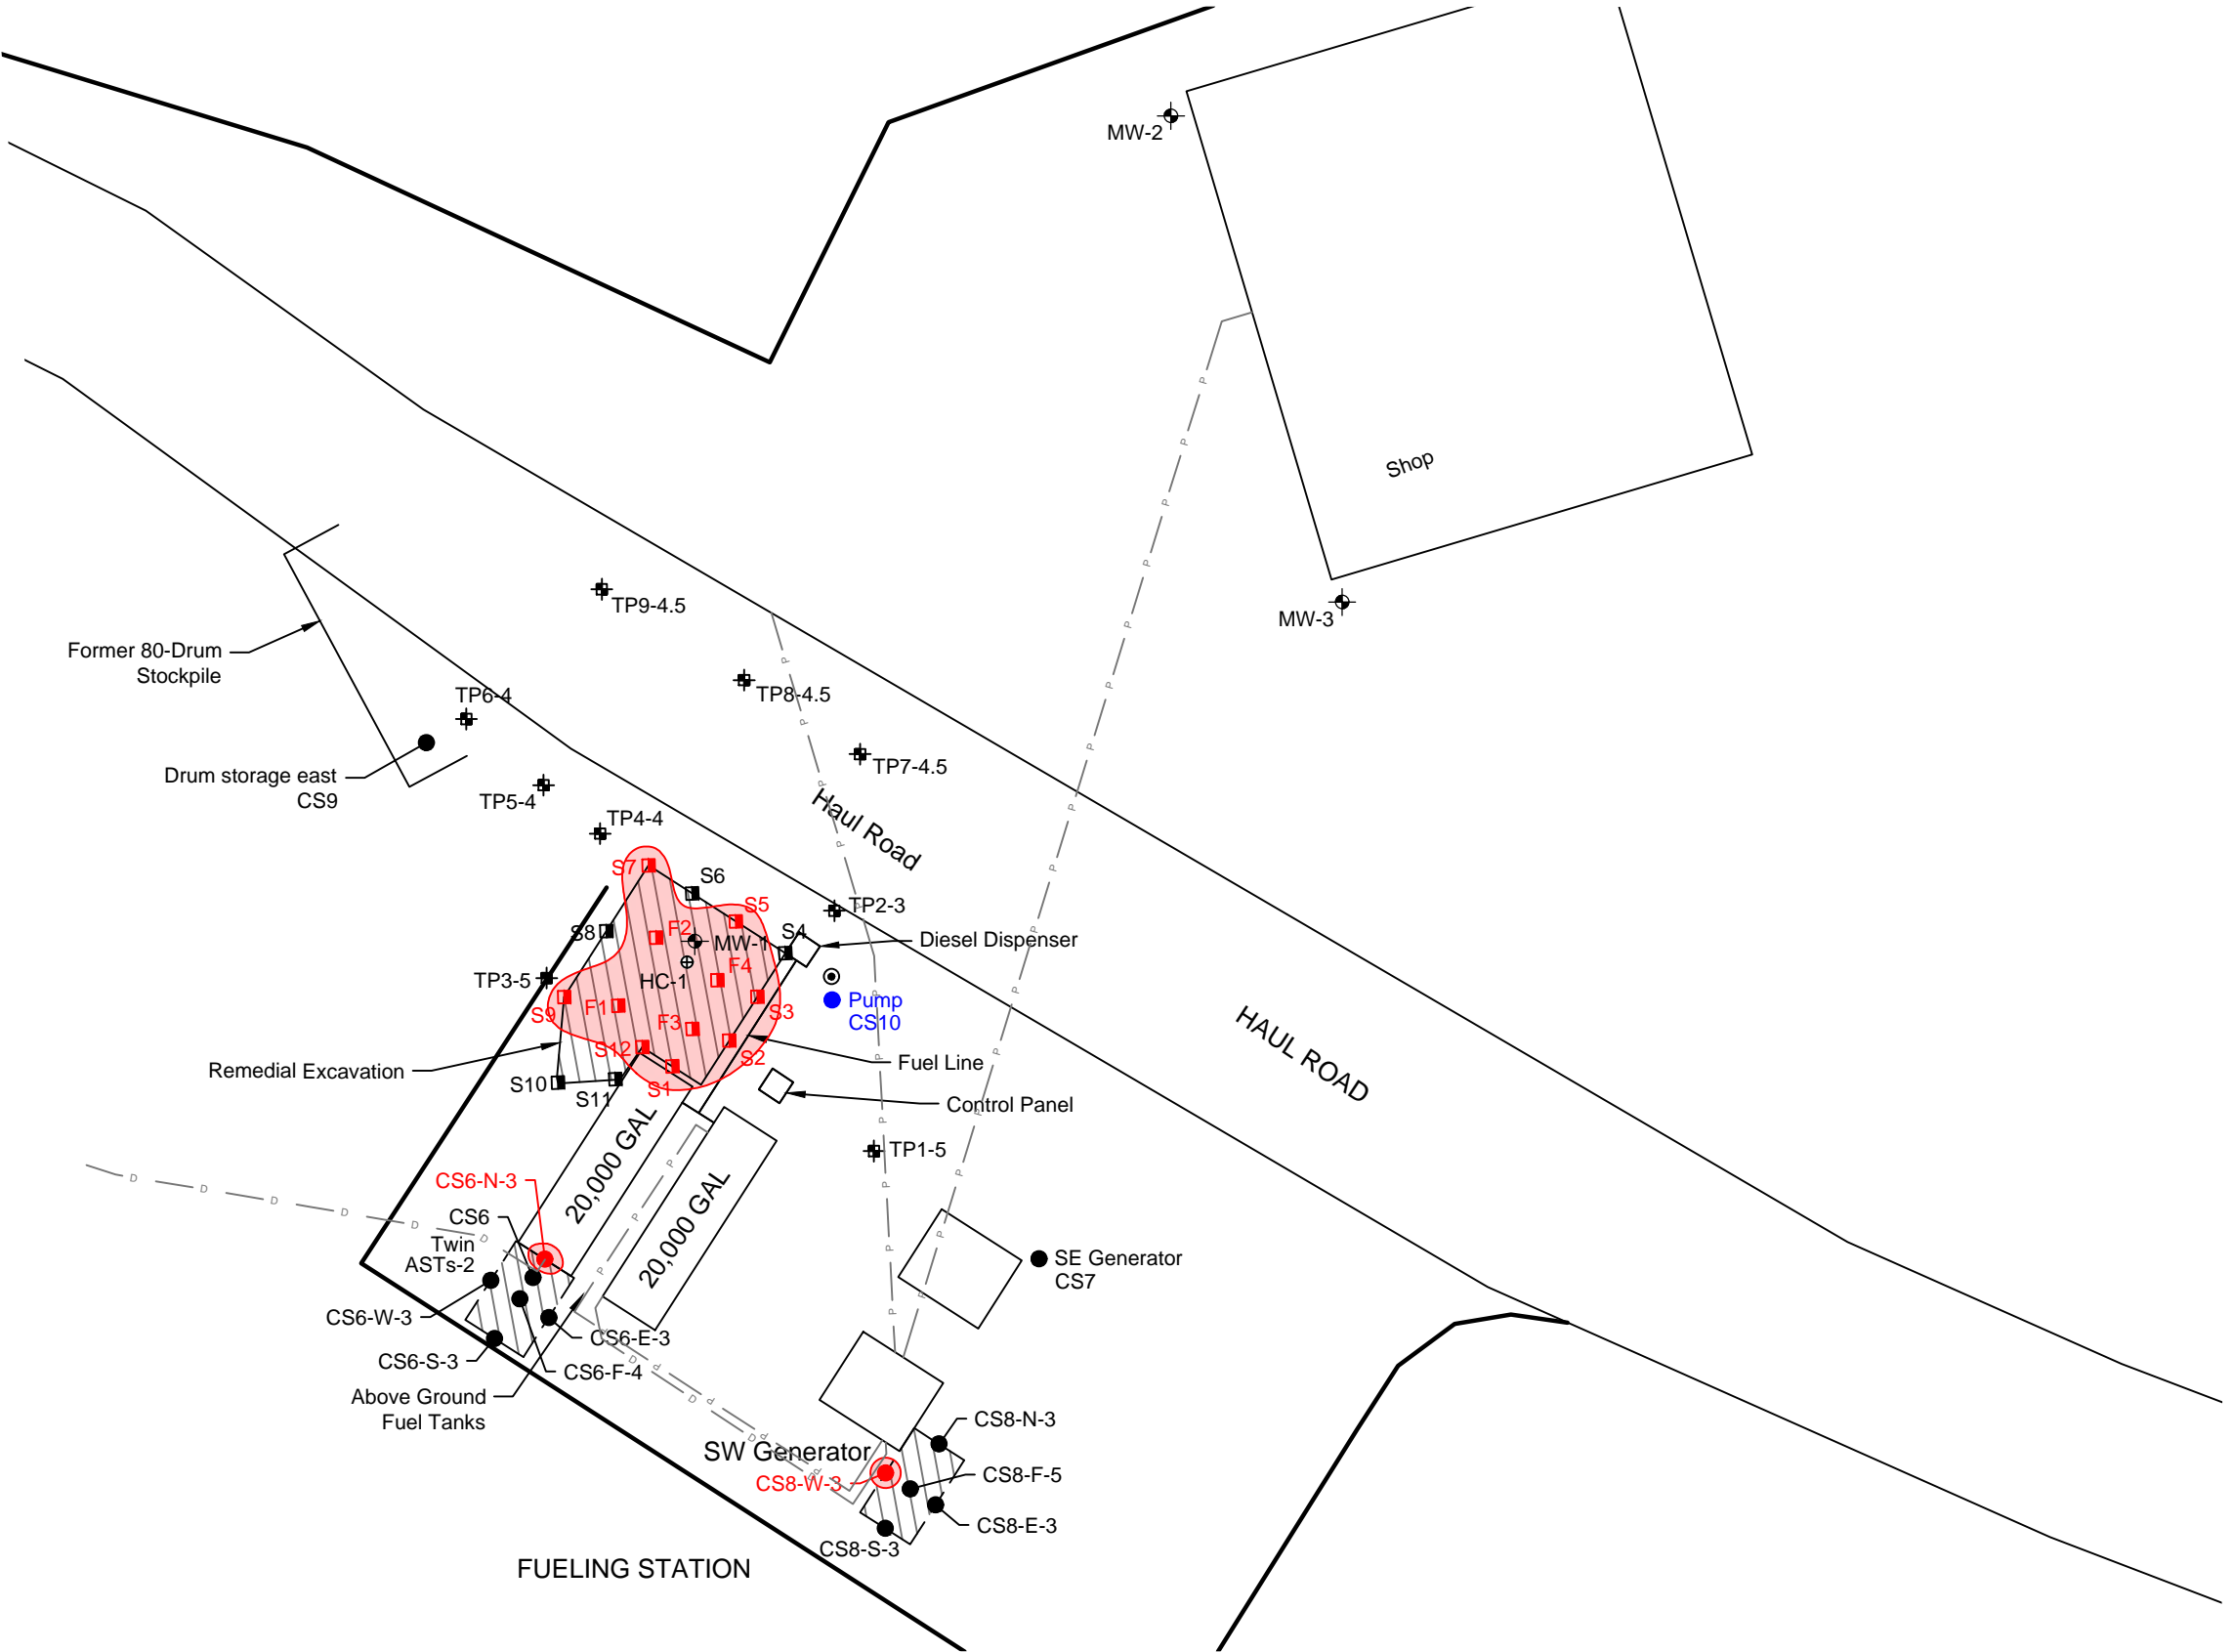 MW-2
Shop
TP9-4.5
MW-3
Former 80-Drum
Stockpile
TP8-4.5
TP6-4
TP7-4.5
Drum storage east
CS9
TP5-4
Haul Road
TP4-4
S7
S6
S5
TP2-3
S8
F2
S4
MW-1
Diesel Dispenser
F4
TP3-5
HC-1
S9
F1
S3
Pump
CS10
F3
HAUL ROAD
S12
S2
Remedial Excavation
Fuel Line
S10
S11
S1
Control Panel
20,000 GAL
TP1-5
CS6-N-3
20,000 GAL
CS6
Twin
ASTs-2
SE Generator
CS7
CS6-W-3
CS6-E-3
CS6-S-3
CS6-F-4
Above Ground
Fuel Tanks
CS8-N-3
SW Generator
CS8-W-3
CS8-F-5
CS8-E-3
CS8-S-3
FUELING STATION
P
P
P
P
P
P
P
P
P
P
P
P
P
P
D
D
D
D
D
D